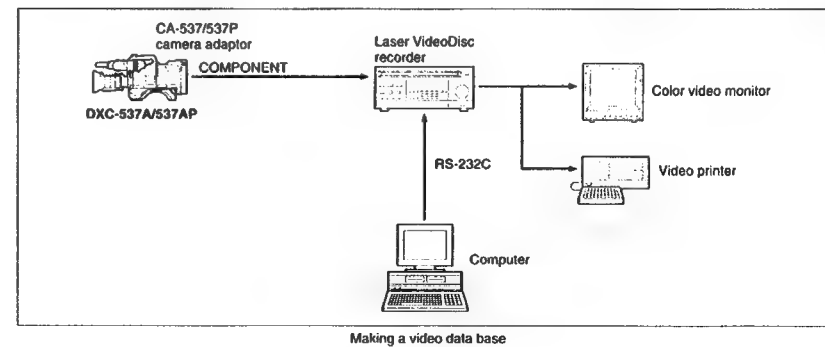 CA-537/537P
camera adaptor
COMPONENT
DXC-537A/537AP
Laser VideoDisc
recorder
Color video monitor
RS-232C
Video printer
Computer
Making a video data base